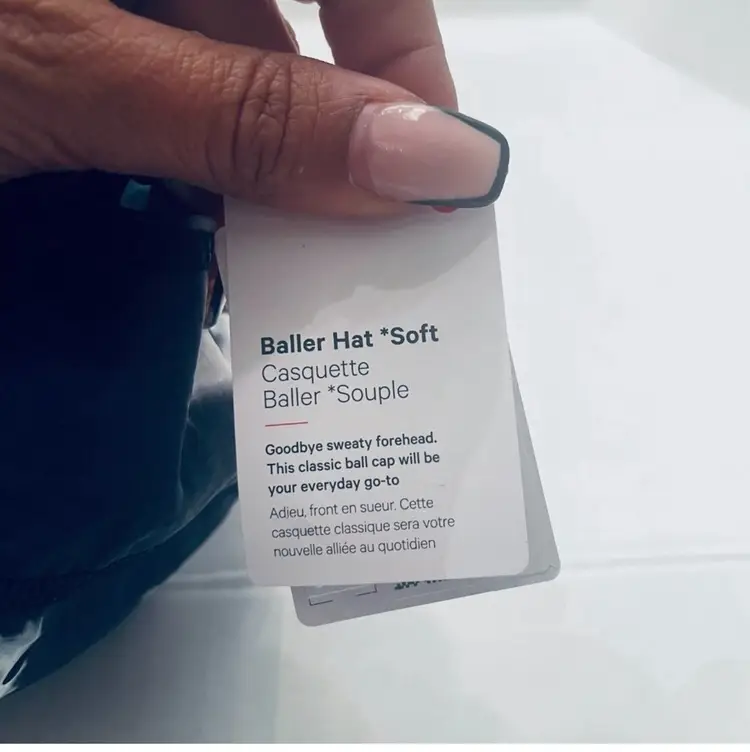 Baller Hat *Soft
Casquette
Baller *Souple
Goodbye sweaty forehead.
This classic ball cap will be
your everyday go-to
Adieu, front en sueur. Cette
casquette classique sera votre
nouvelle alliée au quotidien